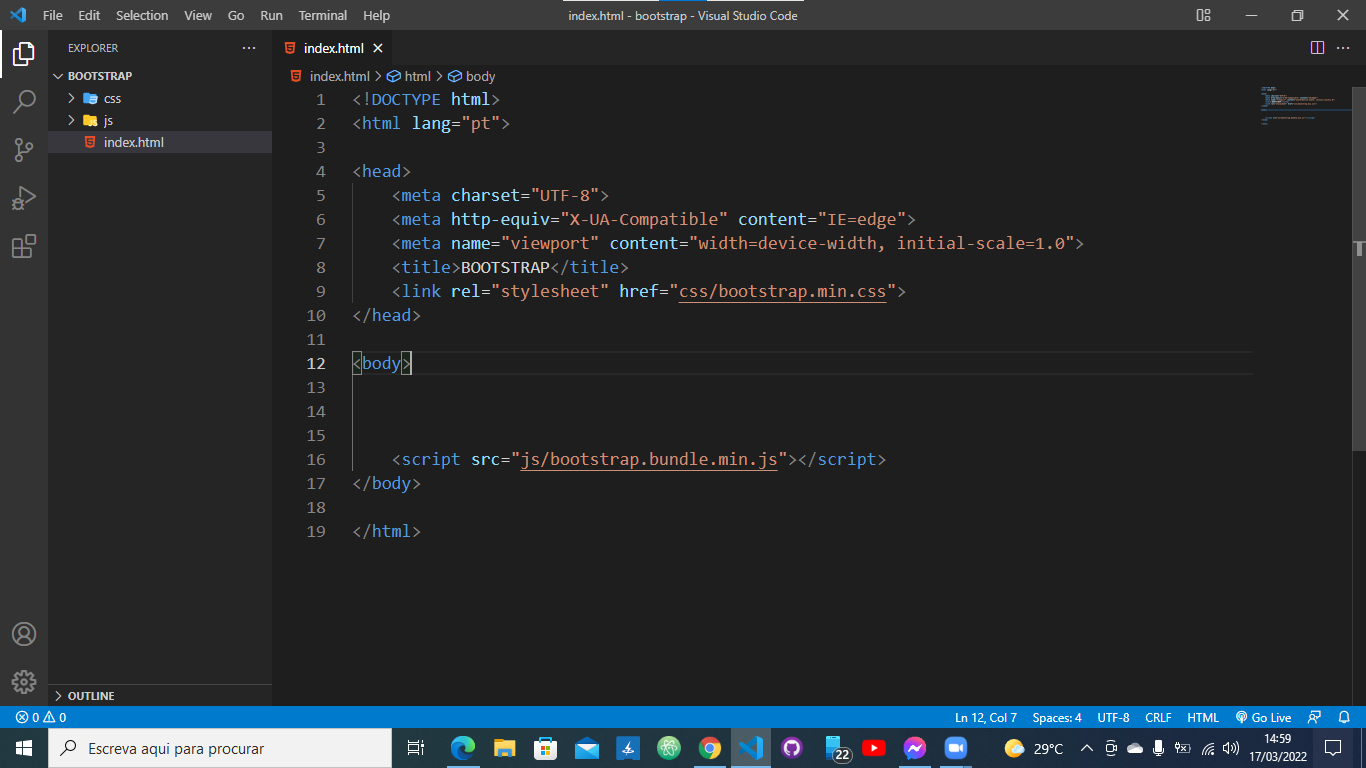 File Edit Selection View Go Run Terminal Help
index.html - bootstrap - Visual Studio Code
EXPLORER
BOOTSTRAP
css
js
index.html
OUTLINE
index.html
index.html > html > body
1 <!DOCTYPE html>
2 <html lang="pt">
3
4 <head>
5 <meta charset="UTF-8">
6 <meta http-equiv="X-UA-Compatible" content="IE=edge">
7 <meta name="viewport" content="width=device-width, initial-scale=1.0">
8 <title>BOOTSTRAP</title>
9 <link rel="stylesheet" href="css/bootstrap.min.css">
10 </head>
11
12 <body>
13
14
15
16 <script src="js/bootstrap.bundle.min.js"></script>
17 </body>
18
19 </html>
0 0
Ln 12, Col 7 Spaces: 4 UTF-8 CRLF HTML Go Live
Escreva aqui para procurar
22
29°C
14:59
17/03/2022